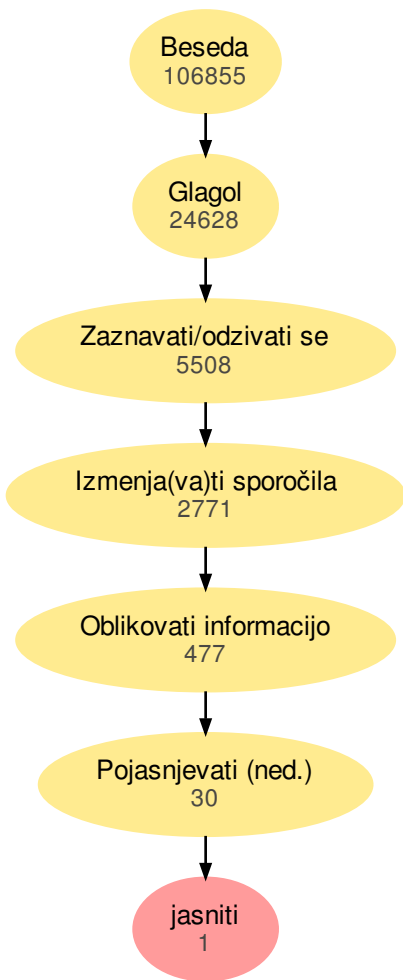 Beseda
106855
Glagol
24628
Zaznavati/odzivati se
5508
Izmenja(va)ti sporočila
2771
Oblikovati informacijo
477
Pojasnjevati (ned.)
30
jasniti
1